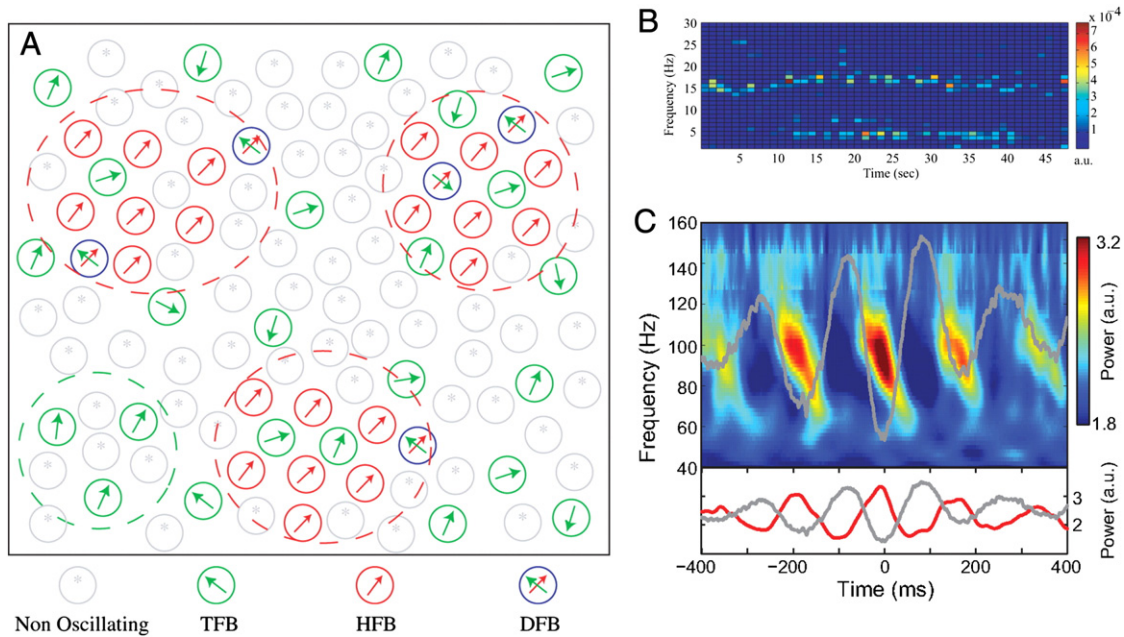 A
Non Oscillating
TFB
HFB
DFB
B
Frequency (Hz)
30
25
20
15
10
5
5
10
15
20
25
30
35
40
45
Time (sec)
x 10⁻⁴
7
6
5
4
3
2
1
a.u.
C
Frequency (Hz)
160
140
120
100
80
60
40
3.2
1.8
Power (a.u.)
3
2
Power (a.u.)
−400
−200
0
200
400
Time (ms)